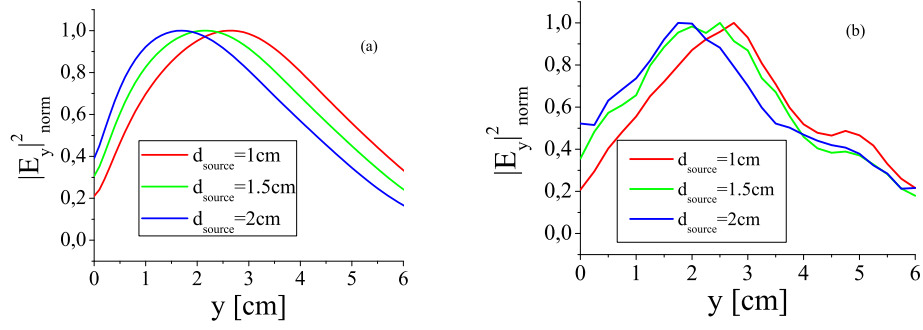 (a)
|E_y|²_norm
1,0
0,8
0,6
0,4
0,2
0,0
d_source=1cm
d_source=1.5cm
d_source=2cm
0 1 2 3 4 5 6
y [cm]
(b)
|E_y|²_norm
1,0
0,8
0,6
0,4
0,2
0,0
d_source=1cm
d_source=1.5cm
d_source=2cm
0 1 2 3 4 5 6
y [cm]